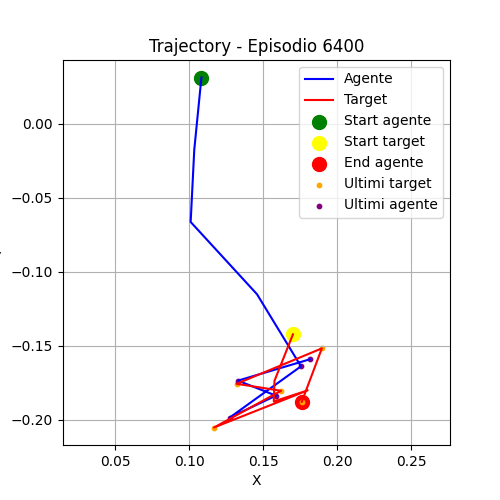 Trajectory - Episodio 6400
Agente
Target
Start agente
Start target
End agente
Ultimi target
Ultimi agente
0.00
−0.05
−0.10
−0.15
−0.20
0.05
0.10
0.15
0.20
0.25
X